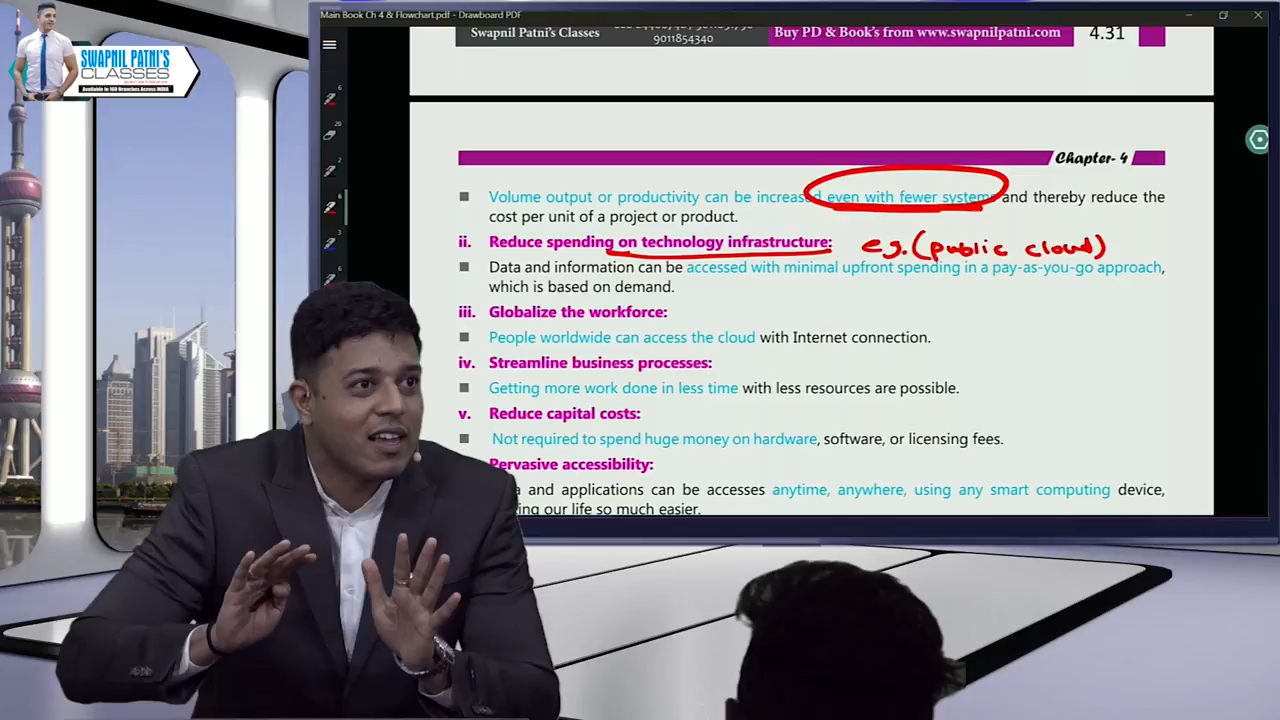 Main Book Ch 4 & Flowchart.pdf - Drawboard PDF
SWAPNIL PATNI'S
CLASSES
Available In 160 Branches Across INDIA
Swapnil Patni's Classes
9011854340
Buy PD & Book's from www.swapnilpatni.com
4.31
Chapter- 4
Volume output or productivity can be increased even with fewer systems and thereby reduce the
cost per unit of a project or product.
ii. Reduce spending on technology infrastructure: eg. (public cloud)
Data and information can be accessed with minimal upfront spending in a pay-as-you-go approach,
which is based on demand.
iii. Globalize the workforce:
People worldwide can access the cloud with Internet connection.
iv. Streamline business processes:
Getting more work done in less time with less resources are possible.
v. Reduce capital costs:
Not required to spend huge money on hardware, software, or licensing fees.
Pervasive accessibility:
and applications can be accesses anytime, anywhere, using any smart computing device,
our life so much easier.